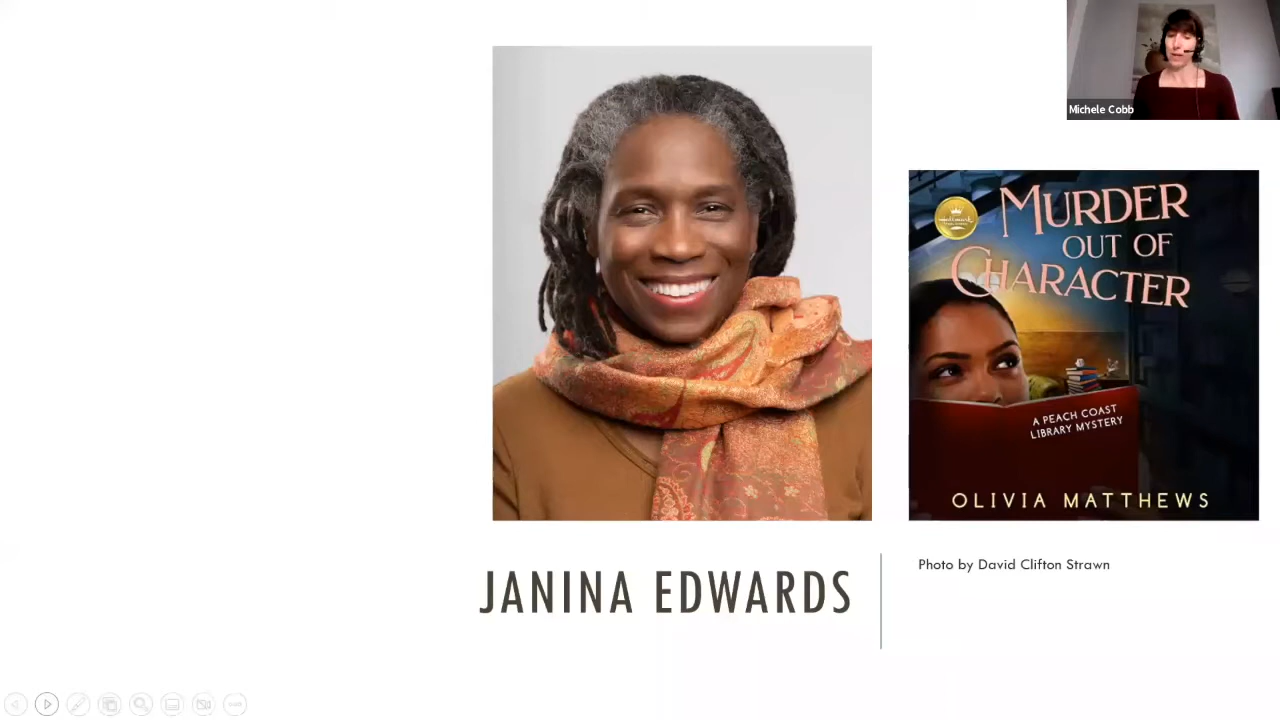 Michele Cobb
MURDER
OUT OF
CHARACTER
A PEACH COAST
LIBRARY MYSTERY
OLIVIA MATTHEWS
JANINA EDWARDS
Photo by David Clifton Strawn